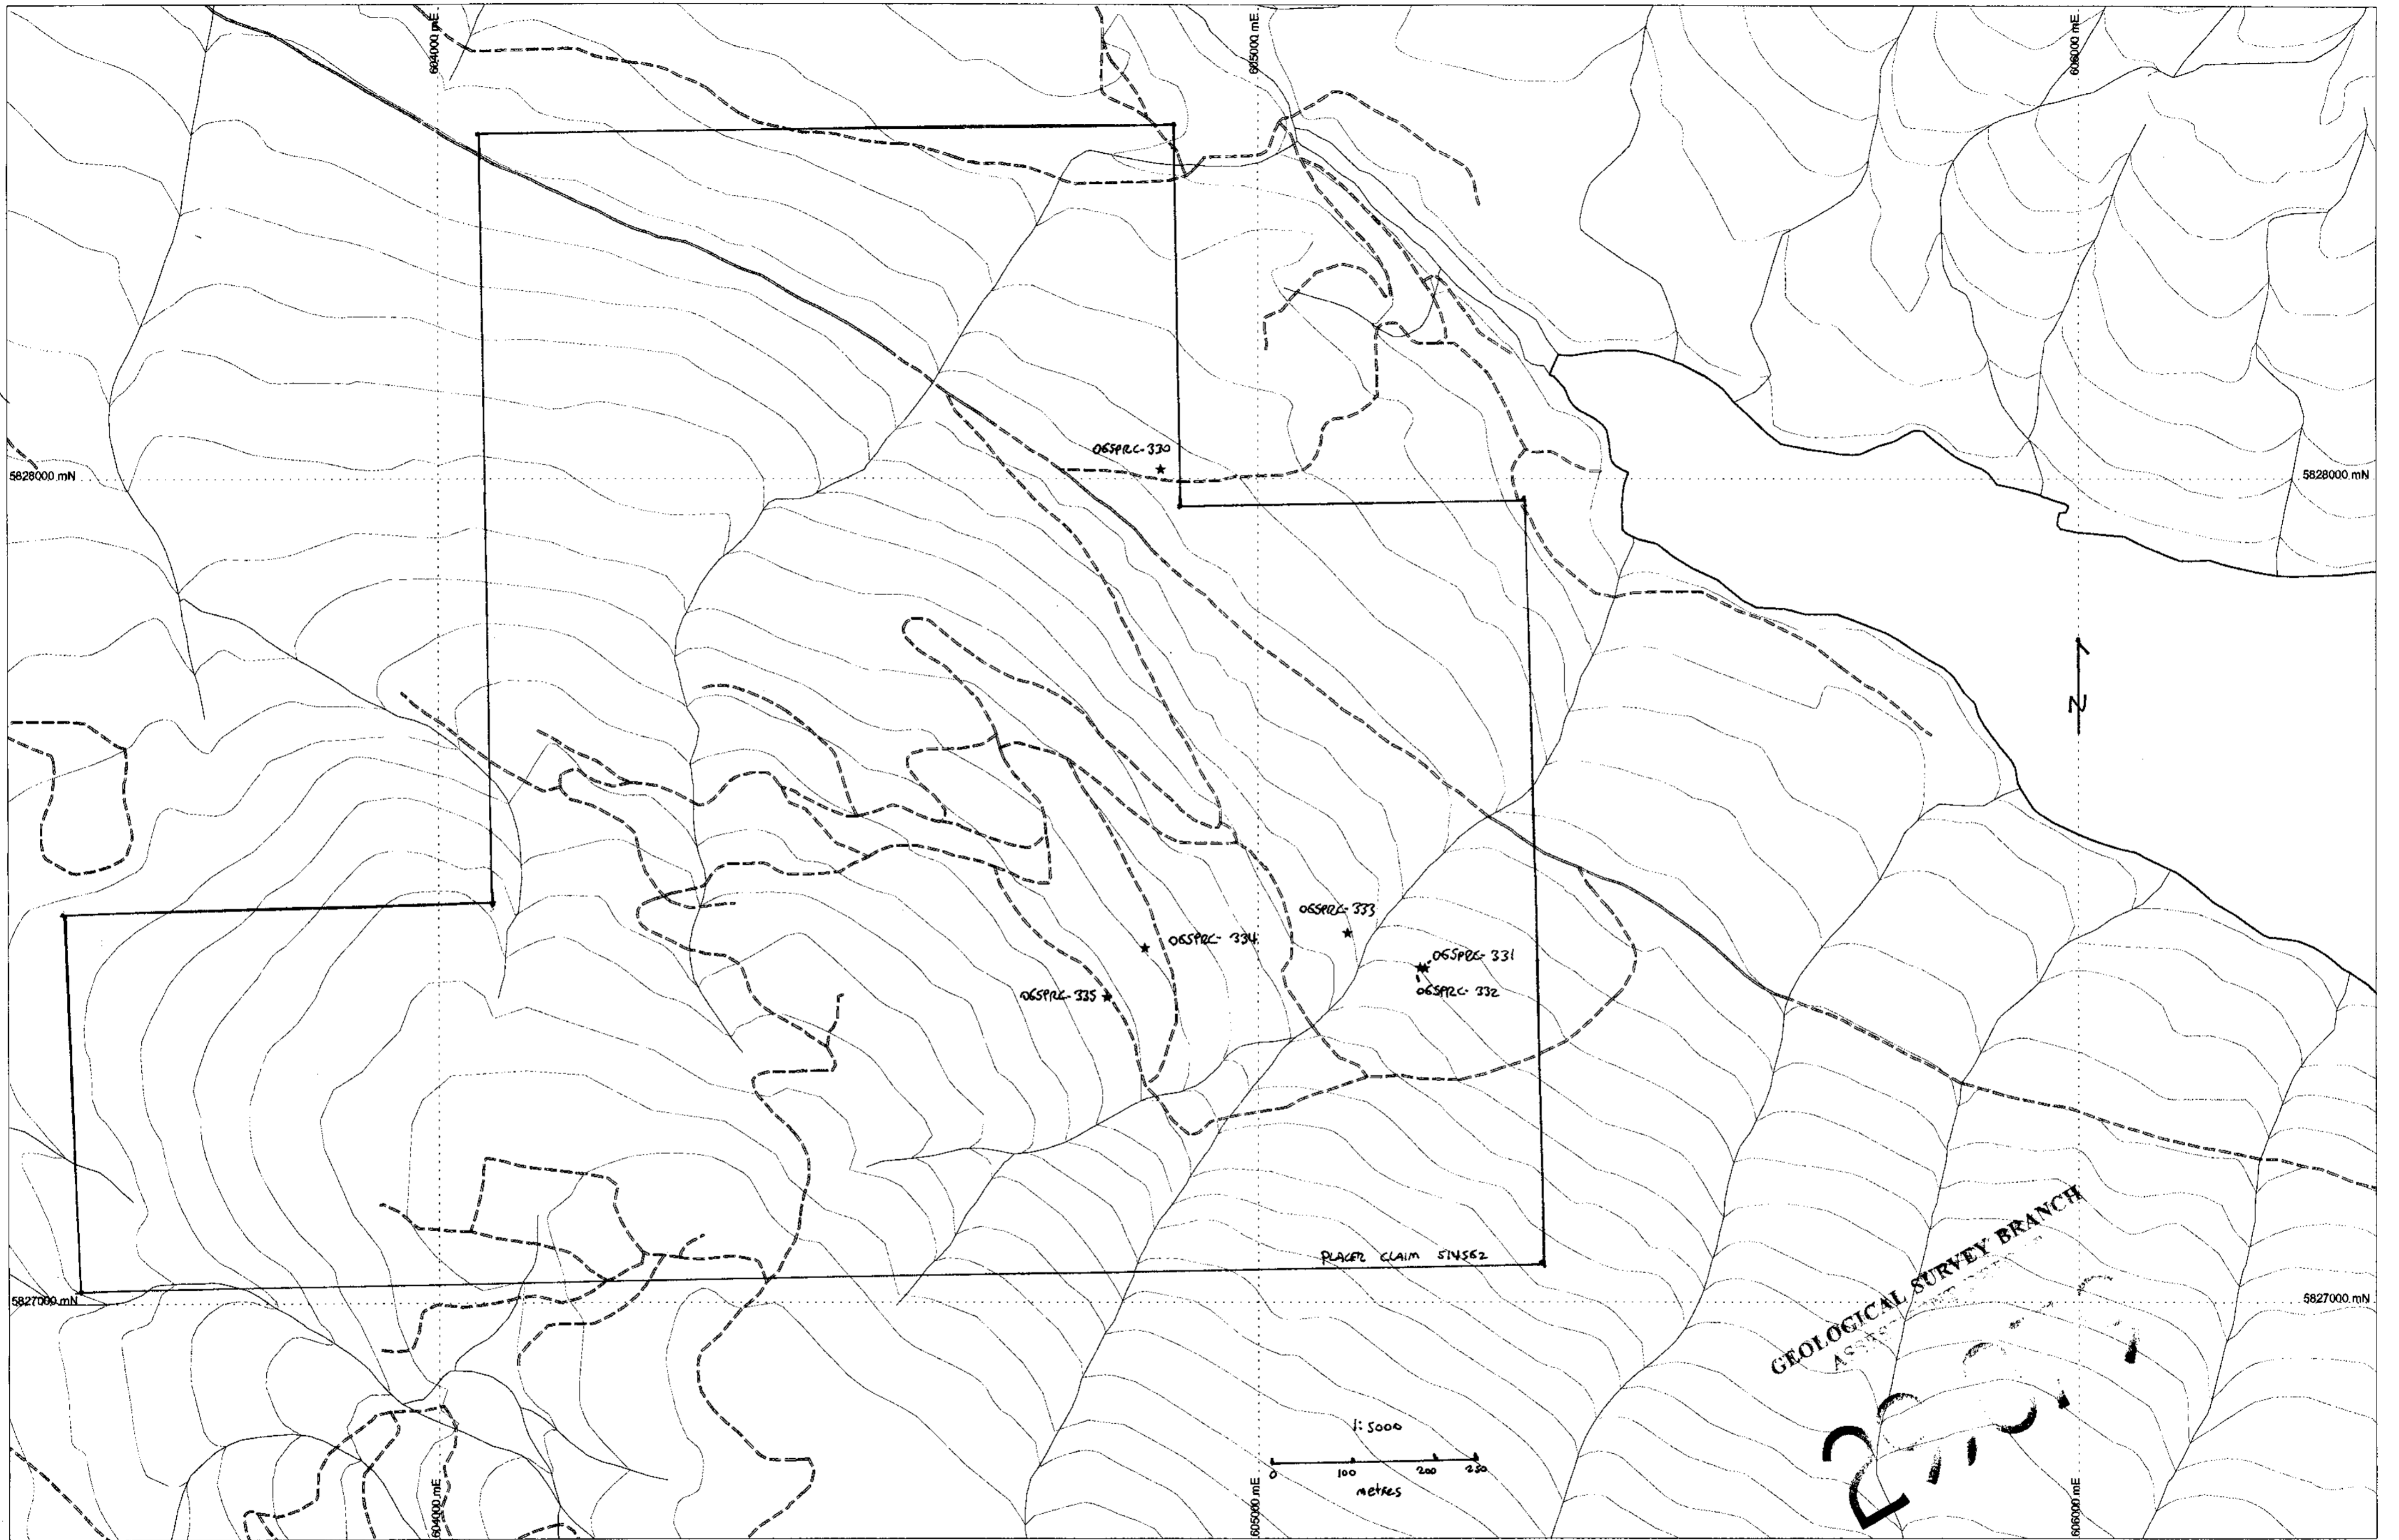 604000 mE
605000 mE
606000 mE
06SPRC-330
5828000 mN
5828000 mN
06SPRC-333
06SPRC-334
06SPRC-331
06SPRC-335
06SPRC-332
N
PLACER CLAIM 514562
GEOLOGICAL SURVEY BRANCH
5827000 mN
5827000 mN
1:5000
0 100 200 250
metres
604000 mE
605000 mE
606000 mE